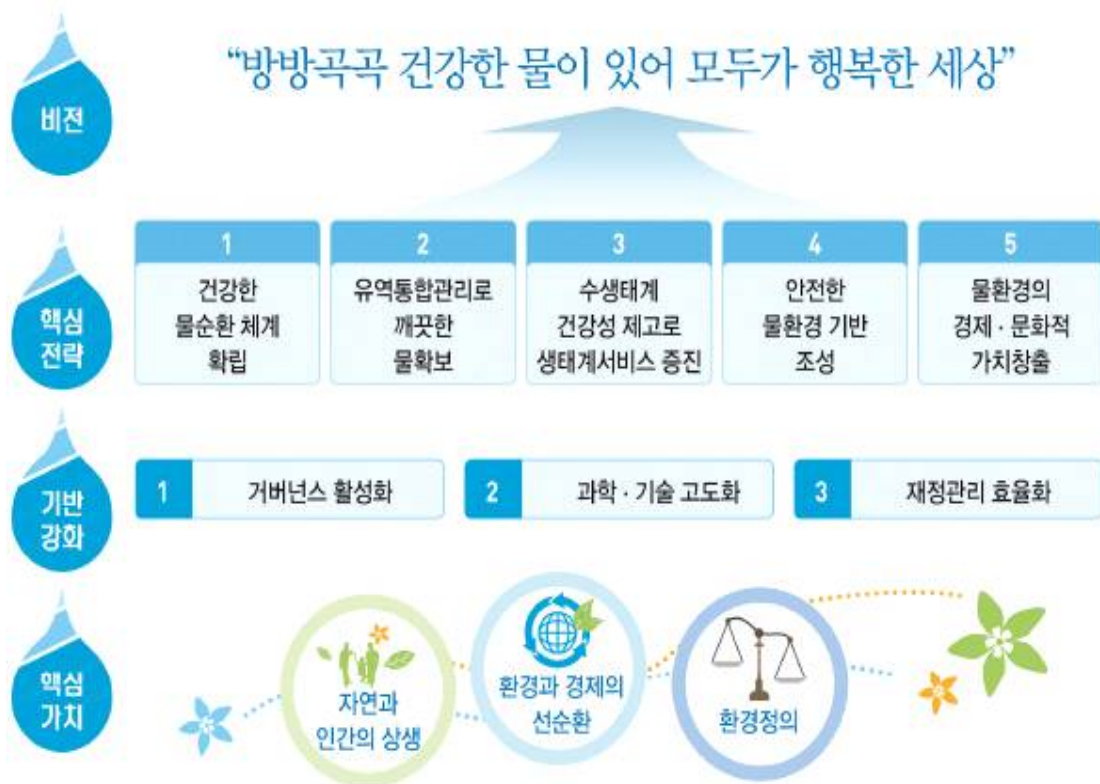 비전
“방방곡곡 건강한 물이 있어 모두가 행복한 세상”
핵심
전략
1
건강한
물순환 체계
확립
2
유역통합관리로
깨끗한
물확보
3
수생태계
건강성 제고로
생태계서비스 증진
4
안전한
물환경 기반
조성
5
물환경의
경제 · 문화적
가치창출
기반
강화
1
거버넌스 활성화
2
과학 · 기술 고도화
3
재정관리 효율화
핵심
가치
자연과
인간의 상생
환경과 경제의
선순환
환경정의